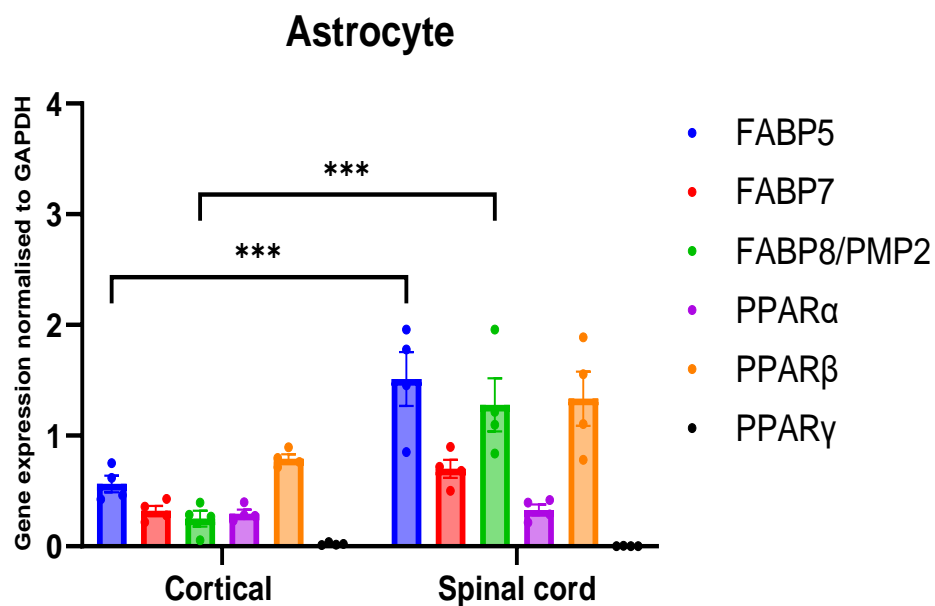 Astrocyte
Gene expression normalised to GAPDH
4
3
2
1
0
***
***
Cortical
Spinal cord
FABP5
FABP7
FABP8/PMP2
PPARα
PPARβ
PPARγ